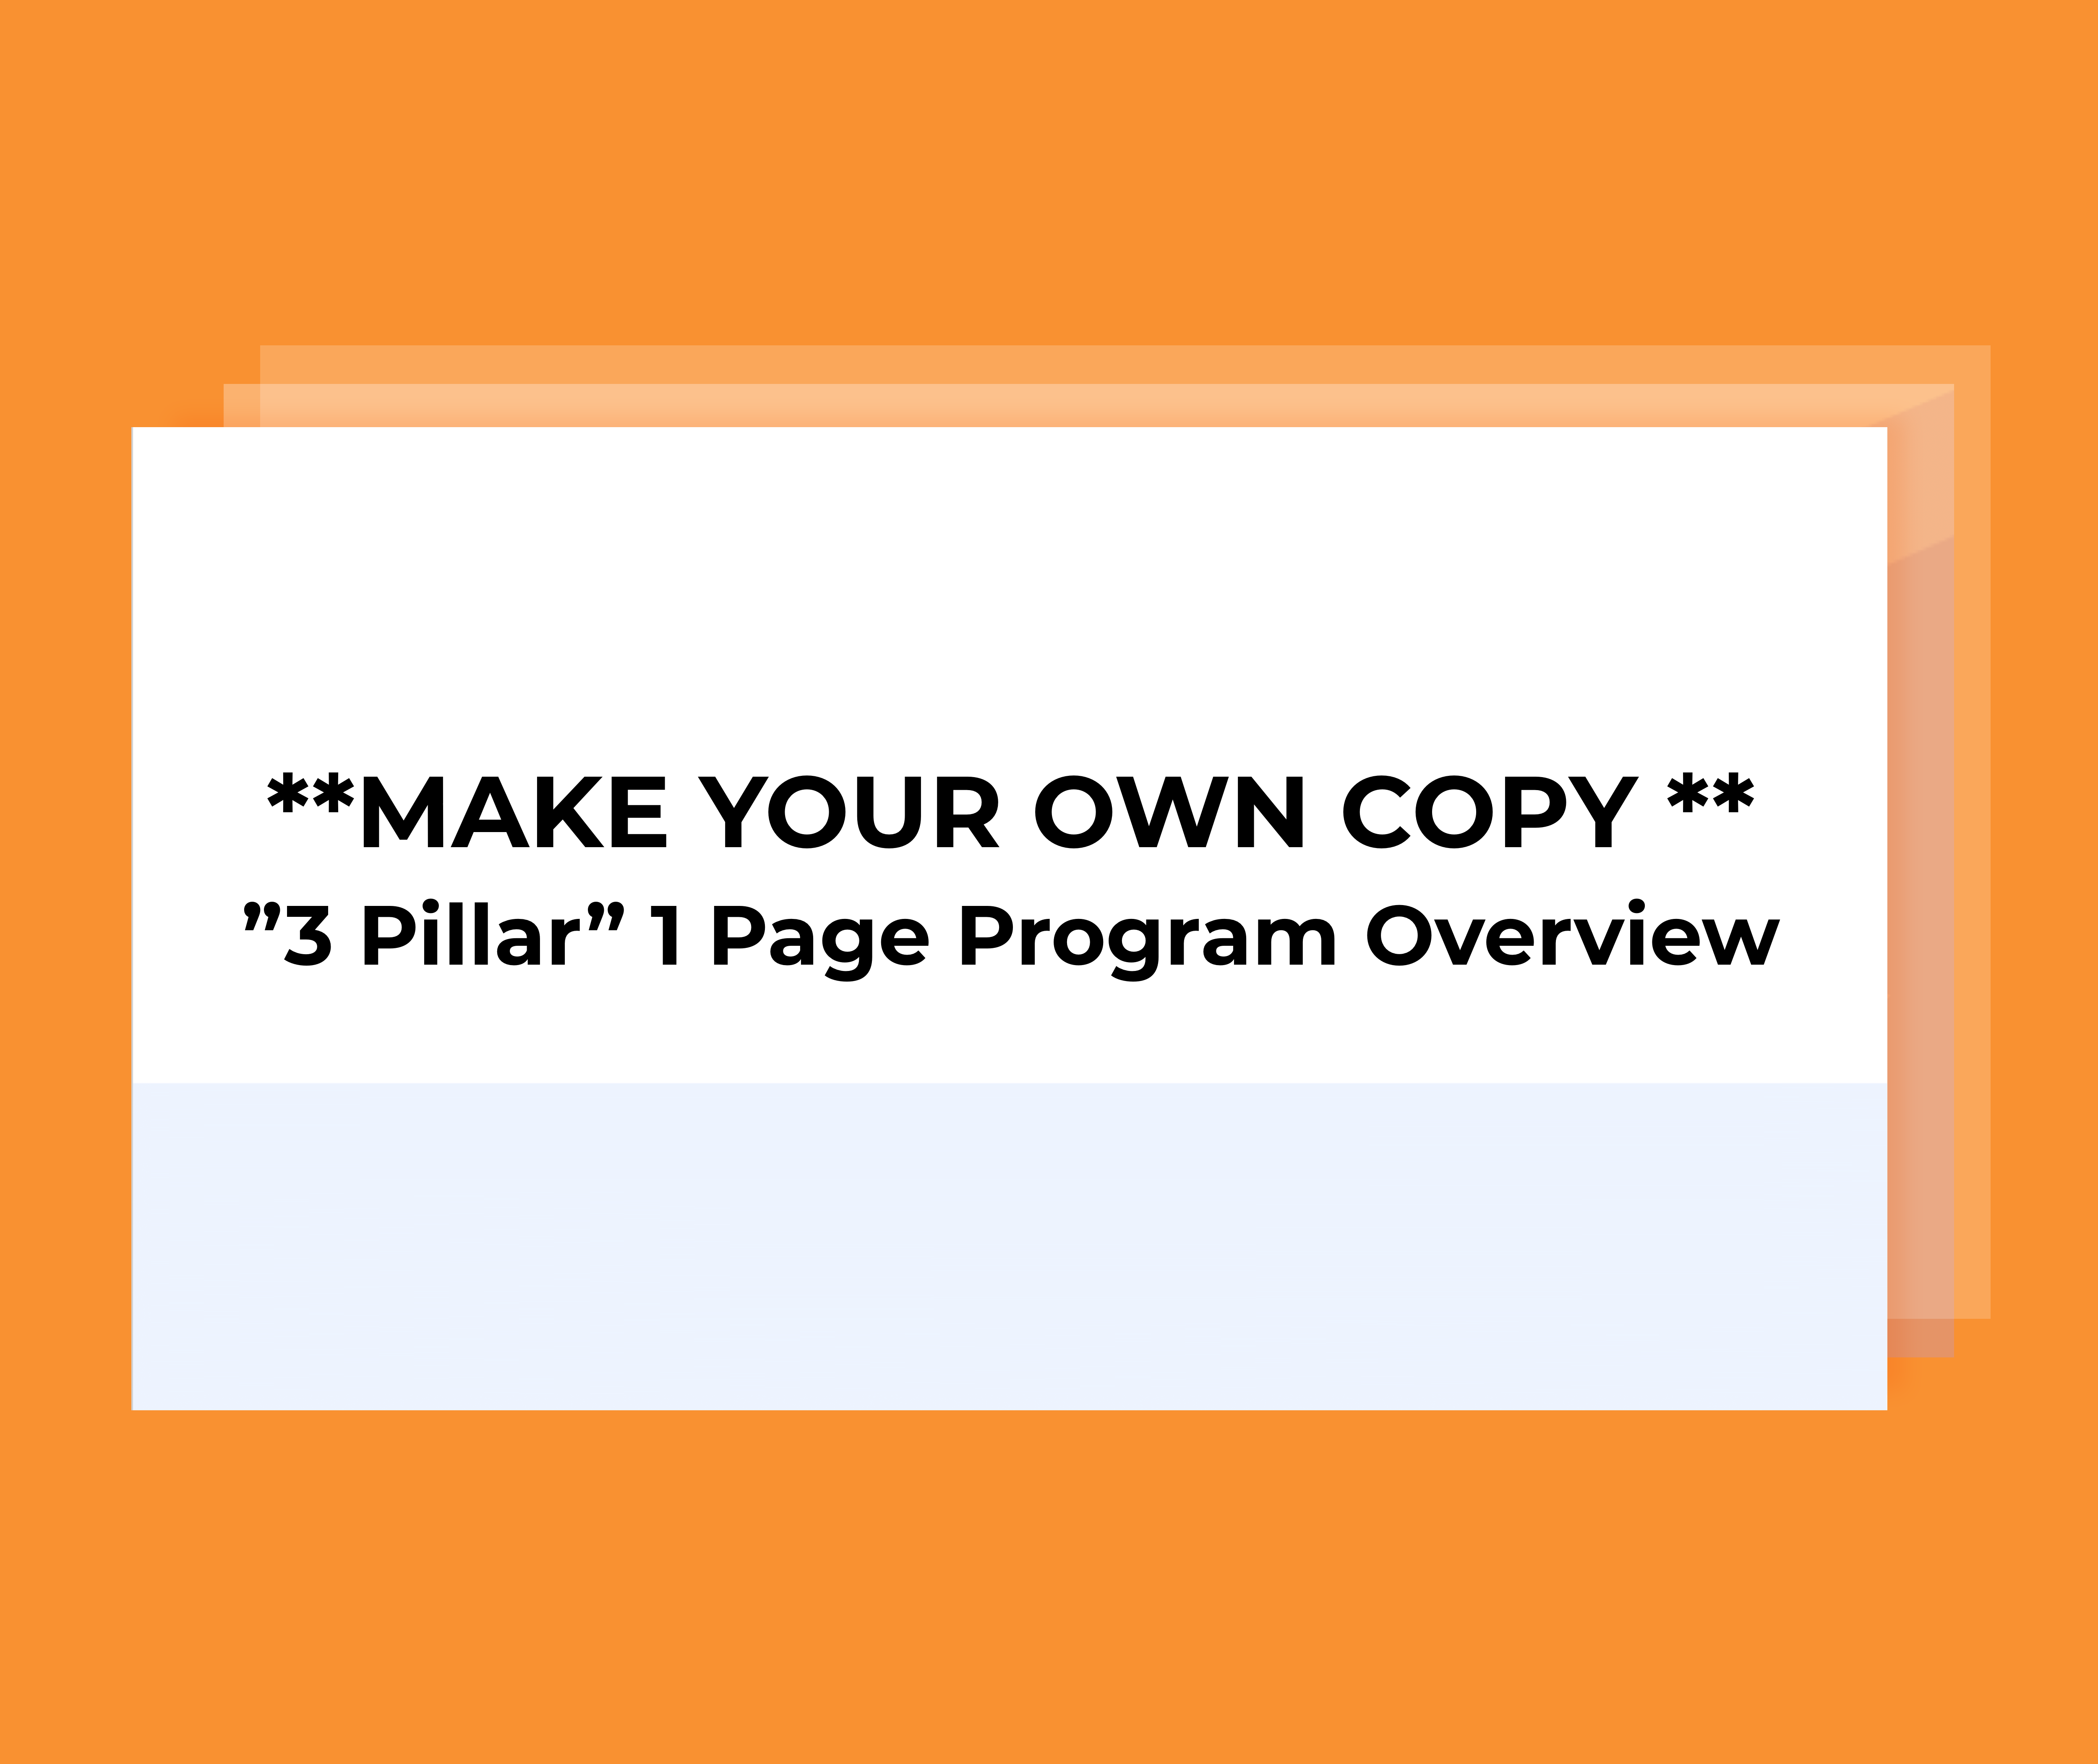 **MAKE YOUR OWN COPY **
”3 Pillar” 1 Page Program Overview